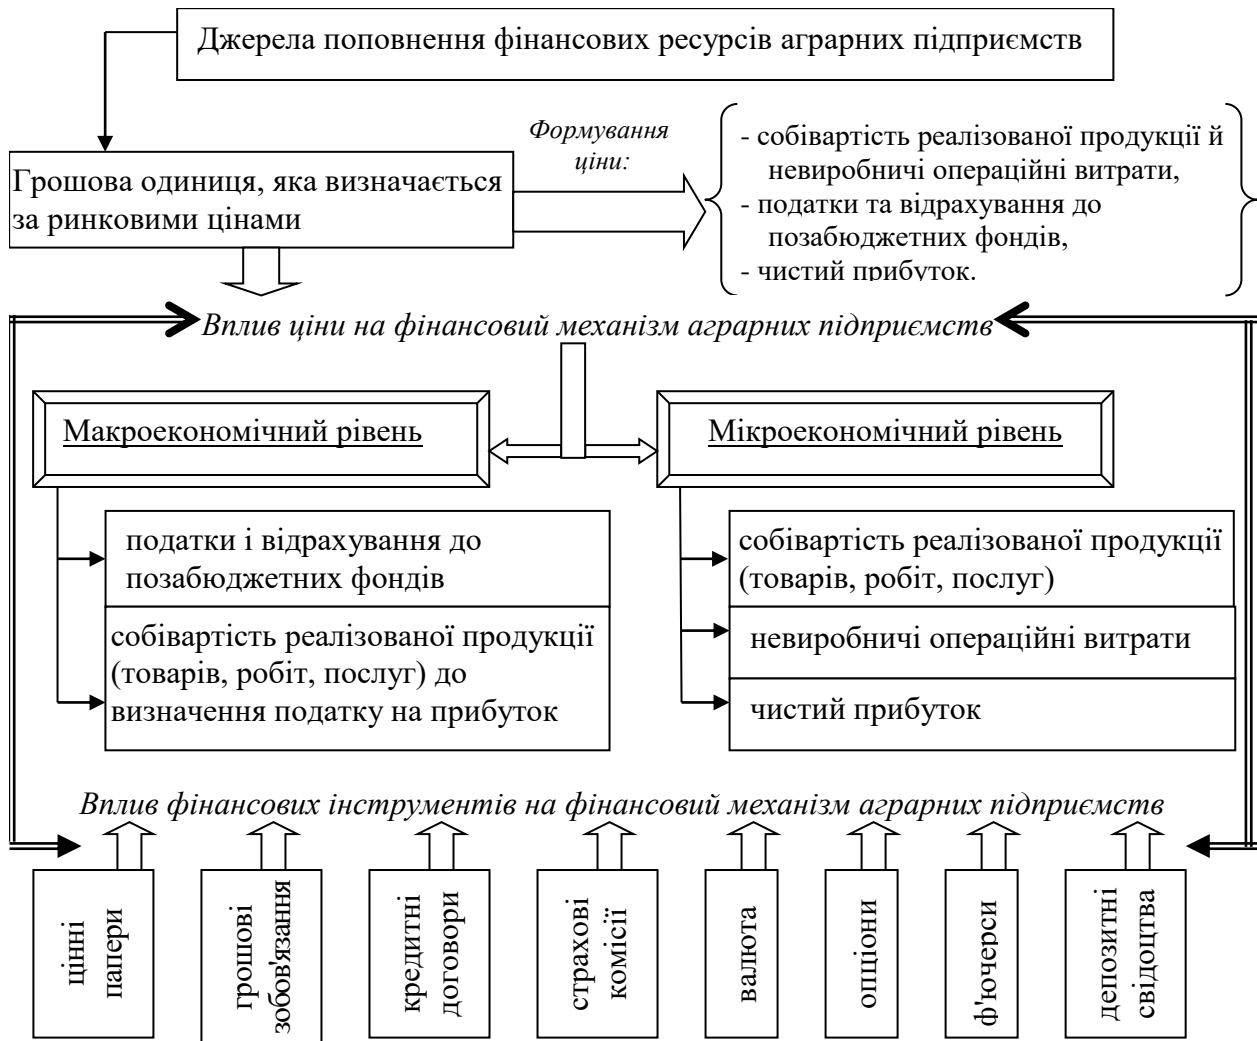 Джерела поповнення фінансових ресурсів аграрних підприємств
Формування
ціни:
Грошова одиниця, яка визначається
за ринковими цінами
- собівартість реалізованої продукції й
невиробничі операційні витрати,
- податки та відрахування до
позабюджетних фондів,
- чистий прибуток.
Вплив ціни на фінансовий механізм аграрних підприємств
Макроекономічний рівень
Мікроекономічний рівень
податки і відрахування до
позабюджетних фондів
собівартість реалізованої продукції
(товарів, робіт, послуг) до
визначення податку на прибуток
собівартість реалізованої продукції
(товарів, робіт, послуг)
невиробничі операційні витрати
чистий прибуток
Вплив фінансових інструментів на фінансовий механізм аграрних підприємств
цінні
папери
грошові
зобов'язання
кредитні
договори
страхові
комісії
валюта
опціони
ф'ючерси
депозитні
свідоцтва